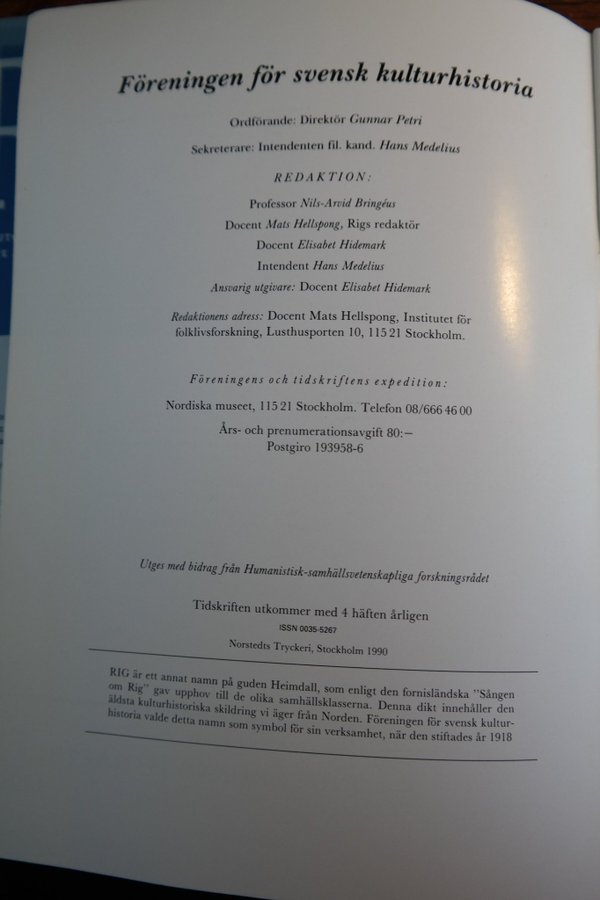 Föreningen för svensk kulturhistoria
Ordförande: Direktör Gunnar Petri
Sekreterare: Intendenten fil. kand. Hans Medelius
REDAKTION:
Professor Nils-Arvid Bringéus
Docent Mats Hellspong, Rigs redaktör
Docent Elisabet Hidemark
Intendent Hans Medelius
Ansvarig utgivare: Docent Elisabet Hidemark
Redaktionens adress: Docent Mats Hellspong, Institutet för
folklivsforskning, Lusthusporten 10, 115 21 Stockholm.
Föreningens och tidskriftens expedition:
Nordiska museet, 115 21 Stockholm. Telefon 08/666 46 00
Års- och prenumerationsavgift 80:—
Postgiro 193958-6
Utges med bidrag från Humanistisk-samhällsvetenskapliga forskningsrådet
Tidskriften utkommer med 4 häften årligen
ISSN 0035-5267
Norstedts Tryckeri, Stockholm 1990
RIG är ett annat namn på guden Heimdall, som enligt den fornisländska "Sången
om Rig" gav upphov till de olika samhällsklasserna. Denna dikt innehåller den
äldsta kulturhistoriska skildring vi äger från Norden. Föreningen för svensk kultur-
historia valde detta namn som symbol för sin verksamhet, när den stiftades år 1918